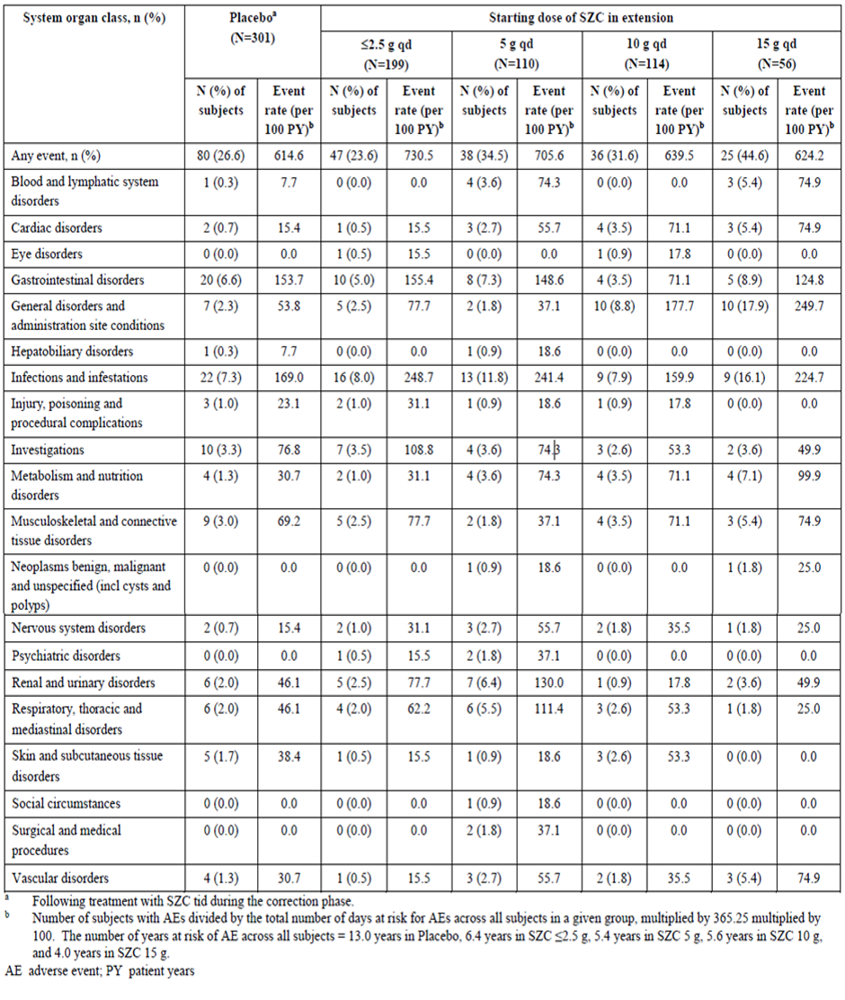 System organ class, n (%) Placeboa Starting dose of SZC in extension
(N=301) ≤2.5 g qd 5 g qd 10 g qd 15 g qd
(N=199) (N=110) (N=114) (N=56)
N (%) of Event N (%) of Event N (%) of Event N (%) of Event N (%) of Event
subjects rate (per subjects rate (per subjects rate (per subjects rate (per subjects rate (per
100 PY)b 100 PY)b 100 PY)b 100 PY)b 100 PY)b
Any event, n (%) 80 (26.6) 614.6 47 (23.6) 730.5 38 (34.5) 705.6 36 (31.6) 639.5 25 (44.6) 624.2
Blood and lymphatic system 1 (0.3) 7.7 0 (0.0) 0.0 4 (3.6) 74.3 0 (0.0) 0.0 3 (5.4) 74.9
disorders
Cardiac disorders 2 (0.7) 15.4 1 (0.5) 15.5 3 (2.7) 55.7 4 (3.5) 71.1 3 (5.4) 74.9
Eye disorders 0 (0.0) 0.0 1 (0.5) 15.5 0 (0.0) 0.0 1 (0.9) 17.8 0 (0.0) 0.0
Gastrointestinal disorders 20 (6.6) 153.7 10 (5.0) 155.4 8 (7.3) 148.6 4 (3.5) 71.1 5 (8.9) 124.8
General disorders and 7 (2.3) 53.8 5 (2.5) 77.7 2 (1.8) 37.1 10 (8.8) 177.7 10 (17.9) 249.7
administration site conditions
Hepatobiliary disorders 1 (0.3) 7.7 0 (0.0) 0.0 1 (0.9) 18.6 0 (0.0) 0.0 0 (0.0) 0.0
Infections and infestations 22 (7.3) 169.0 16 (8.0) 248.7 13 (11.8) 241.4 9 (7.9) 159.9 9 (16.1) 224.7
Injury, poisoning and 3 (1.0) 23.1 2 (1.0) 31.1 1 (0.9) 18.6 1 (0.9) 17.8 0 (0.0) 0.0
procedural complications
Investigations 10 (3.3) 76.8 7 (3.5) 108.8 4 (3.6) 74.3 3 (2.6) 53.3 2 (3.6) 49.9
Metabolism and nutrition 4 (1.3) 30.7 2 (1.0) 31.1 4 (3.6) 74.3 4 (3.5) 71.1 4 (7.1) 99.9
disorders
Musculoskeletal and connective 9 (3.0) 69.2 5 (2.5) 77.7 2 (1.8) 37.1 4 (3.5) 71.1 3 (5.4) 74.9
tissue disorders
Neoplasms benign, malignant 0 (0.0) 0.0 0 (0.0) 0.0 1 (0.9) 18.6 0 (0.0) 0.0 1 (1.8) 25.0
and unspecified (incl cysts and
polyps)
Nervous system disorders 2 (0.7) 15.4 2 (1.0) 31.1 3 (2.7) 55.7 2 (1.8) 35.5 1 (1.8) 25.0
Psychiatric disorders 0 (0.0) 0.0 1 (0.5) 15.5 2 (1.8) 37.1 0 (0.0) 0.0 0 (0.0) 0.0
Renal and urinary disorders 6 (2.0) 46.1 5 (2.5) 77.7 7 (6.4) 130.0 1 (0.9) 17.8 2 (3.6) 49.9
Respiratory, thoracic and 6 (2.0) 46.1 4 (2.0) 62.2 6 (5.5) 111.4 3 (2.6) 53.3 1 (1.8) 25.0
mediastinal disorders
Skin and subcutaneous tissue 5 (1.7) 38.4 1 (0.5) 15.5 1 (0.9) 18.6 3 (2.6) 53.3 0 (0.0) 0.0
disorders
Social circumstances 0 (0.0) 0.0 0 (0.0) 0.0 1 (0.9) 18.6 0 (0.0) 0.0 0 (0.0) 0.0
Surgical and medical 0 (0.0) 0.0 0 (0.0) 0.0 2 (1.8) 37.1 0 (0.0) 0.0 0 (0.0) 0.0
procedures
Vascular disorders 4 (1.3) 30.7 1 (0.5) 15.5 3 (2.7) 55.7 2 (1.8) 35.5 3 (5.4) 74.9
a Following treatment with SZC tid during the correction phase.
b Number of subjects with AEs divided by the total number of days at risk for AEs across all subjects in a given group, multiplied by 365.25 multiplied by
100. The number of years at risk of AE across all subjects = 13.0 years in Placebo, 6.4 years in SZC ≤2.5 g, 5.4 years in SZC 5 g, 5.6 years in SZC 10 g,
and 4.0 years in SZC 15 g.
AE adverse event; PY patient years